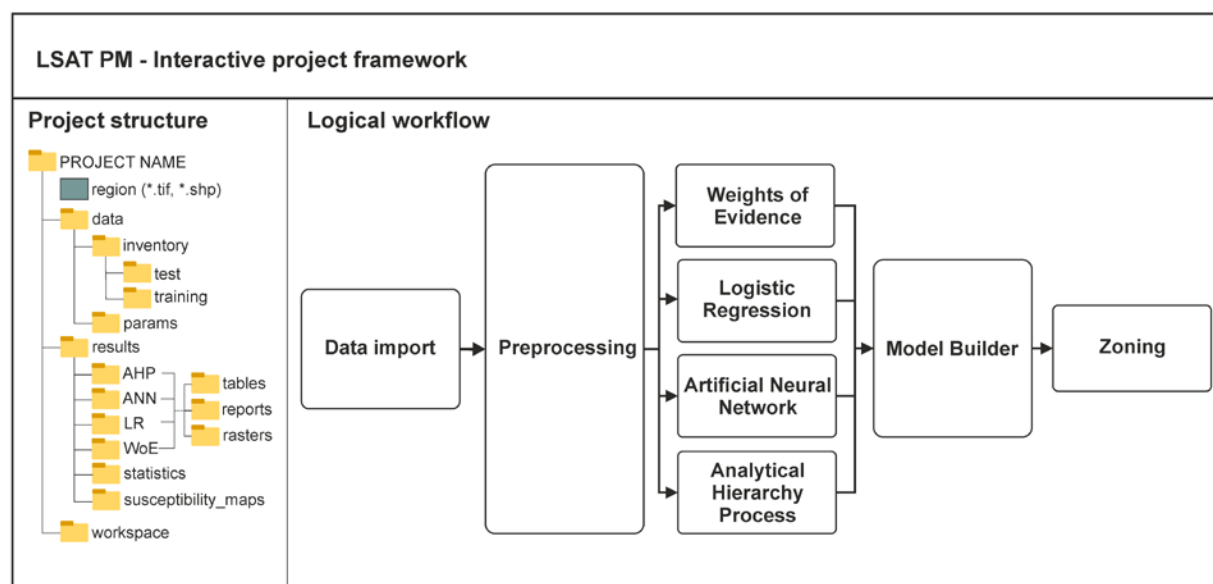 LSAT PM - Interactive project framework
Project structure
PROJECT NAME
region (*.tif, *.shp)
data
inventory
test
training
params
results
AHP
ANN
LR
WoE
tables
reports
rasters
statistics
susceptibility_maps
workspace
Logical workflow
Data import
Preprocessing
Weights of
Evidence
Logistic
Regression
Artificial Neural
Network
Analytical
Hierarchy
Process
Model Builder
Zoning